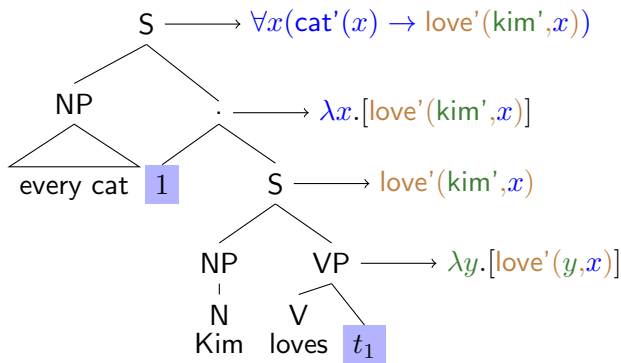 S ∀x(cat'(x) → love'(kim',x))
NP . λx.[love'(kim',x)]
every cat 1 S love'(kim',x)
NP VP λy.[love'(y,x)]
N V
Kim loves t₁